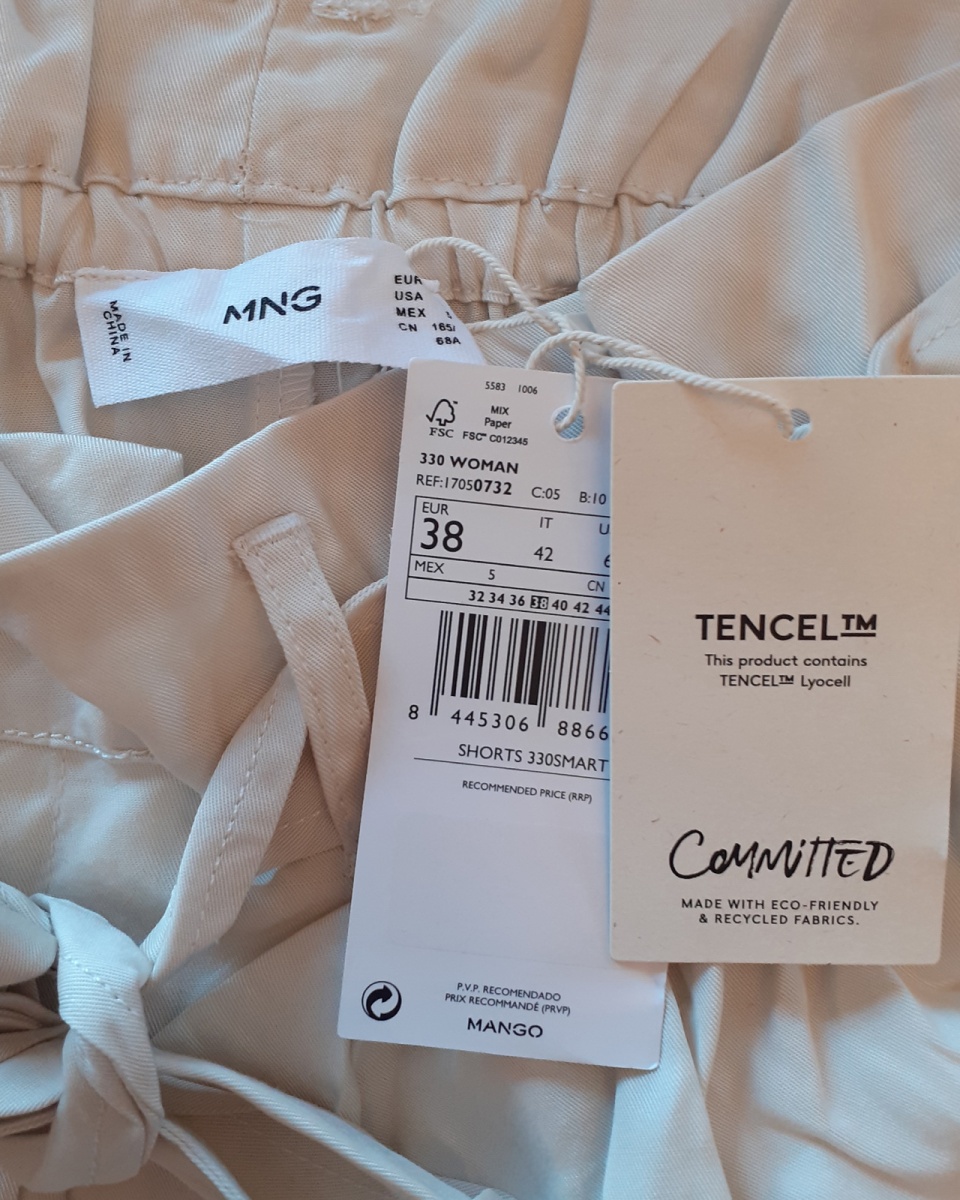 MADE IN
CHINA
MNG
EUR
USA
MEX
CN 165/
68A
5583 1006
MIX
Paper
FSC™ C012345
FSC
330 WOMAN
REF:17050732 C:05 B:10
EUR IT
38 42
MEX 5 CN
32 34 36 38 40 42 44
8 445306 8866
SHORTS 330SMART
RECOMMENDED PRICE (RRP)
P.V.P. RECOMENDADO
PRIX RECOMMANDÉ (PRVP)
MANGO
TENCEL™
This product contains
TENCEL™ Lyocell
COMMITTED
MADE WITH ECO-FRIENDLY
& RECYCLED FABRICS.